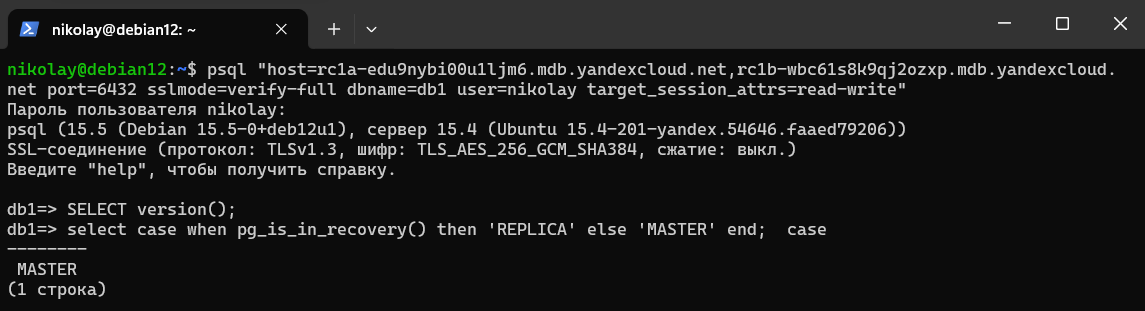 nikolay@debian12: ~
nikolay@debian12:~$ psql "host=rc1a-edu9nybi00u1ljm6.mdb.yandexcloud.net,rc1b-wbc61s8k9qj2ozxp.mdb.yandexcloud.
net port=6432 sslmode=verify-full dbname=db1 user=nikolay target_session_attrs=read-write"
Пароль пользователя nikolay:
psql (15.5 (Debian 15.5-0+deb12u1), сервер 15.4 (Ubuntu 15.4-201-yandex.54646.faaed79206))
SSL-соединение (протокол: TLSv1.3, шифр: TLS_AES_256_GCM_SHA384, сжатие: выкл.)
Введите "help", чтобы получить справку.
db1=> SELECT version();
db1=> select case when pg_is_in_recovery() then 'REPLICA' else 'MASTER' end;  case
--------
 MASTER
(1 строка)